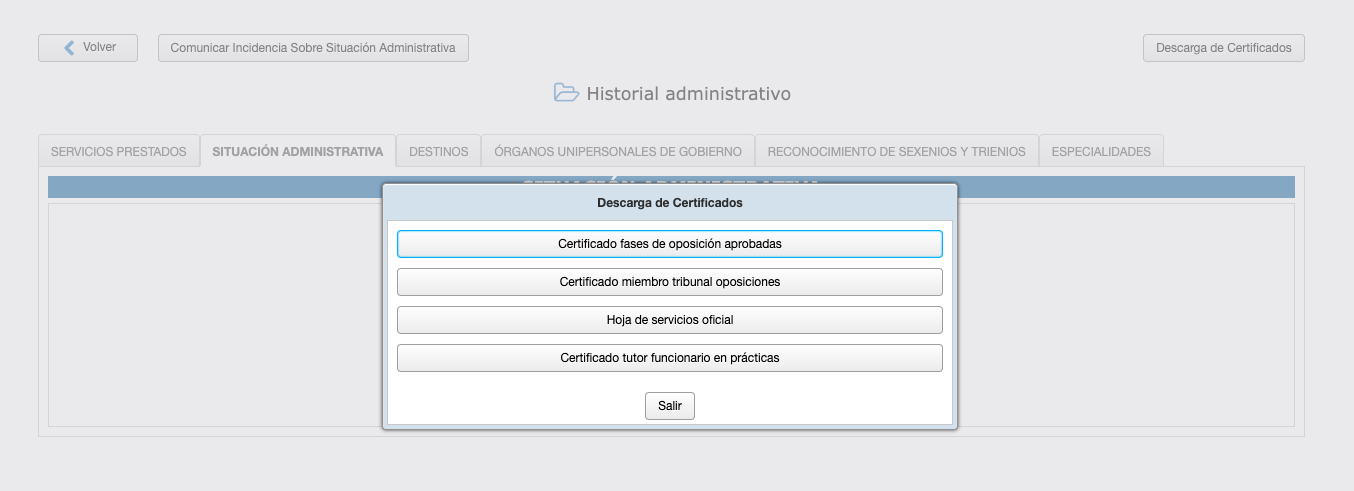 Volver
Comunicar Incidencia Sobre Situación Administrativa
Descarga de Certificados
Historial administrativo
SERVICIOS PRESTADOS
SITUACIÓN ADMINISTRATIVA
DESTINOS
ÓRGANOS UNIPERSONALES DE GOBIERNO
RECONOCIMIENTO DE SEXENIOS Y TRIENIOS
ESPECIALIDADES
SITUACIÓN ADMINISTRATIVA
Descarga de Certificados
Certificado fases de oposición aprobadas
Certificado miembro tribunal oposiciones
Hoja de servicios oficial
Certificado tutor funcionario en prácticas
Salir